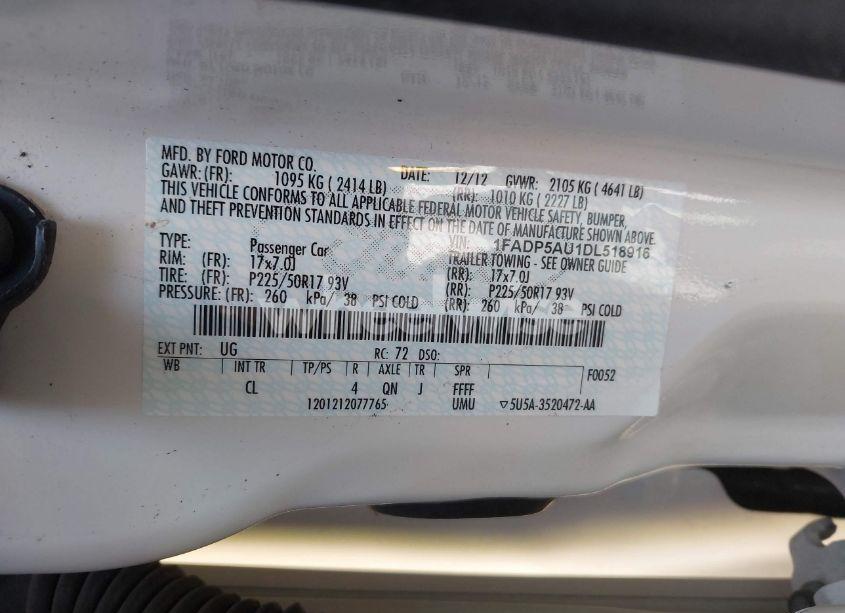 MFD. BY FORD MOTOR CO.
DATE: 12/12 GVWR: 2105 KG ( 4641 LB)
GAWR: (FR): 1095 KG ( 2414 LB) (RR): 1010 KG ( 2227 LB)
THIS VEHICLE CONFORMS TO ALL APPLICABLE FEDERAL MOTOR VEHICLE SAFETY, BUMPER,
AND THEFT PREVENTION STANDARDS IN EFFECT ON THE DATE OF MANUFACTURE SHOWN ABOVE
VIN: 1FADP5AU1DL518916
TYPE: Passenger Car TRAILER TOWING - SEE OWNER GUIDE
RIM: (FR): 17x7.0J (RR): 17x7.0J
TIRE: (FR): P225/50R17 93V (RR): P225/50R17 93V
PRESSURE: (FR): 260 kPa/ 38 PSI COLD (RR): 260 kPa/ 38 PSI COLD
EXT PNT: UG RC: 72 DSO:
WB INT TR TP/PS R AXLE TR SPR F0052
CL 4 QN J FFFF
1201212077765 UMU ▽5U5A-3520472-AA